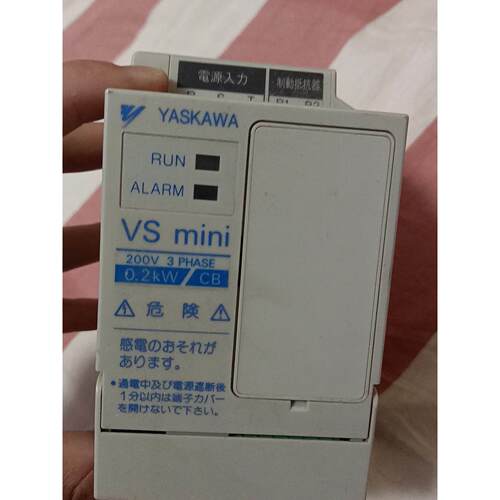 電源入力 制動抵抗器
R S T B1 B2
YASKAWA
RUN
ALARM
VS mini
200V 3 PHASE
0.2kW/CB
危険
感電のおそれが
あります。
●通電中及び電源遮断後
1分以内は端子カバー
を開けないで下さい。